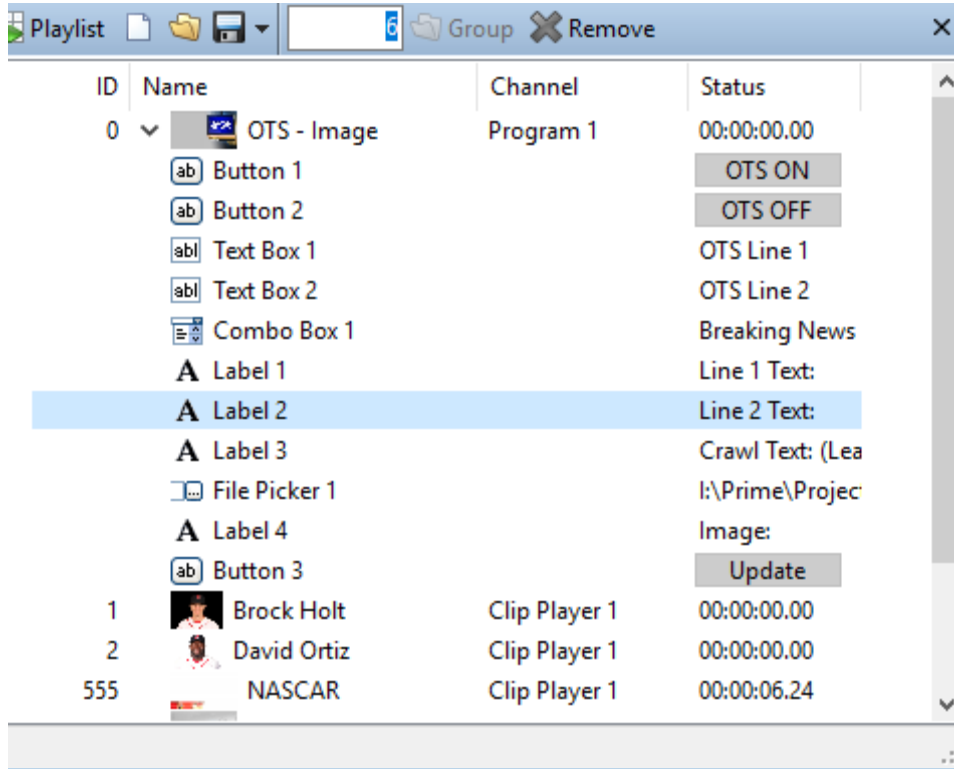 Playlist 6 Group Remove
ID Name Channel Status
0 OTS - Image Program 1 00:00:00.00
ab Button 1 OTS ON
ab Button 2 OTS OFF
abl Text Box 1 OTS Line 1
abl Text Box 2 OTS Line 2
Combo Box 1 Breaking News
A Label 1 Line 1 Text:
A Label 2 Line 2 Text:
A Label 3 Crawl Text: (Lea
File Picker 1 I:\Prime\Projec
A Label 4 Image:
ab Button 3 Update
1 Brock Holt Clip Player 1 00:00:00.00
2 David Ortiz Clip Player 1 00:00:00.00
555 NASCAR Clip Player 1 00:00:06.24